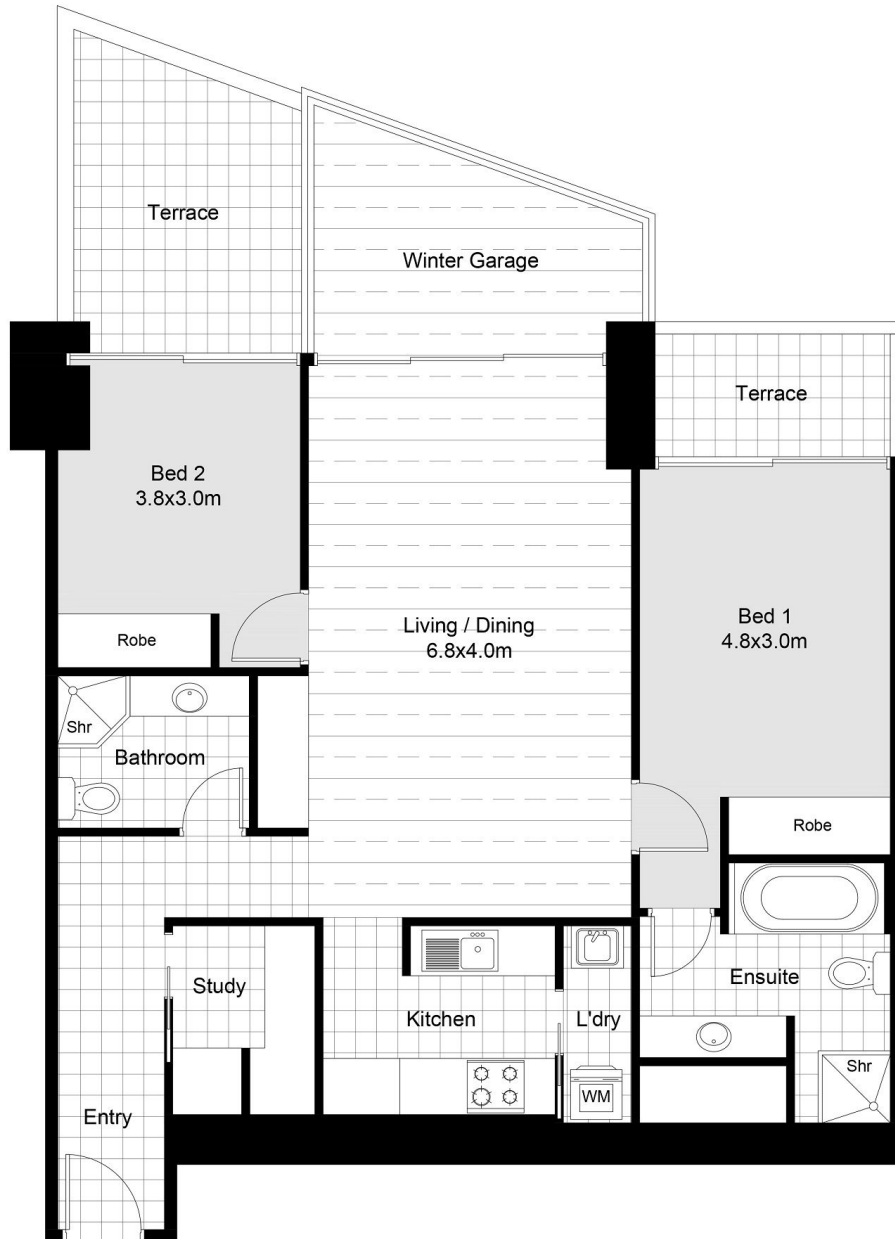 Terrace
Winter Garage
Terrace
Bed 2
3.8x3.0m
Robe
Living / Dining
6.8x4.0m
Bed 1
4.8x3.0m
Robe
Shr
Bathroom
Study
Kitchen
L'dry
WM
Ensuite
Shr
Entry